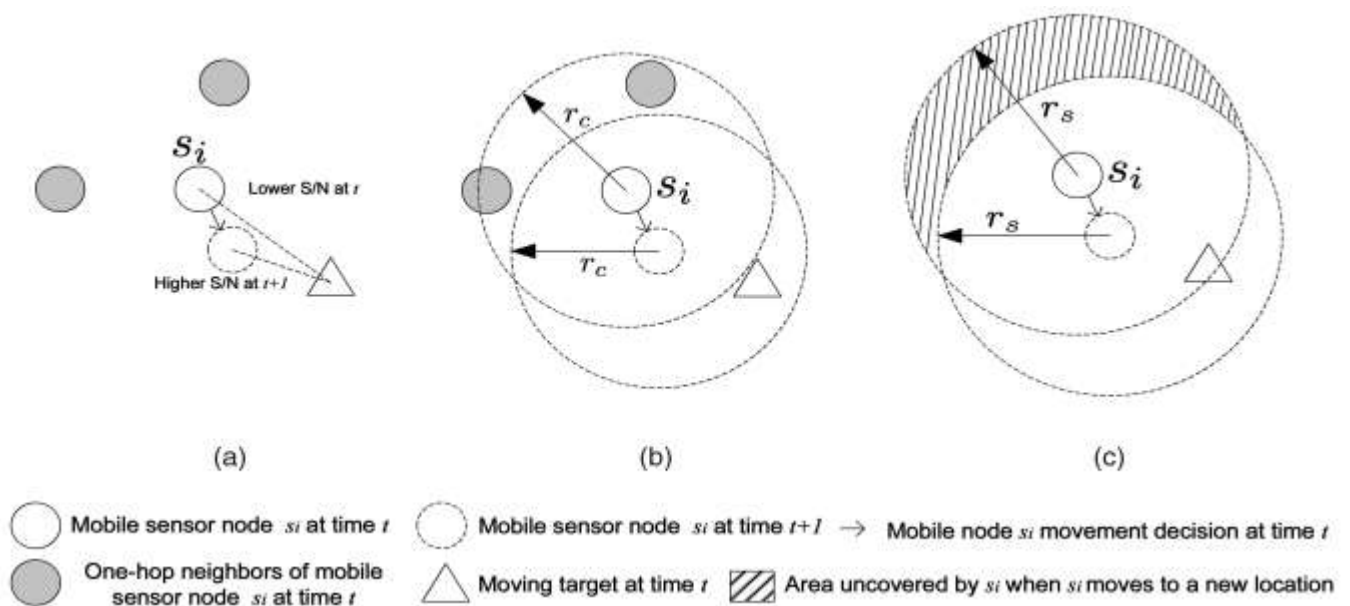 s_i
Lower S/N at t
Higher S/N at t+1
(a)
r_c
s_i
r_c
(b)
r_s
s_i
r_s
(c)
Mobile sensor node s_i at time t
Mobile sensor node s_i at time t+1
Mobile node s_i movement decision at time t
One-hop neighbors of mobile
sensor node s_i at time t
Moving target at time t
Area uncovered by s_i when s_i moves to a new location